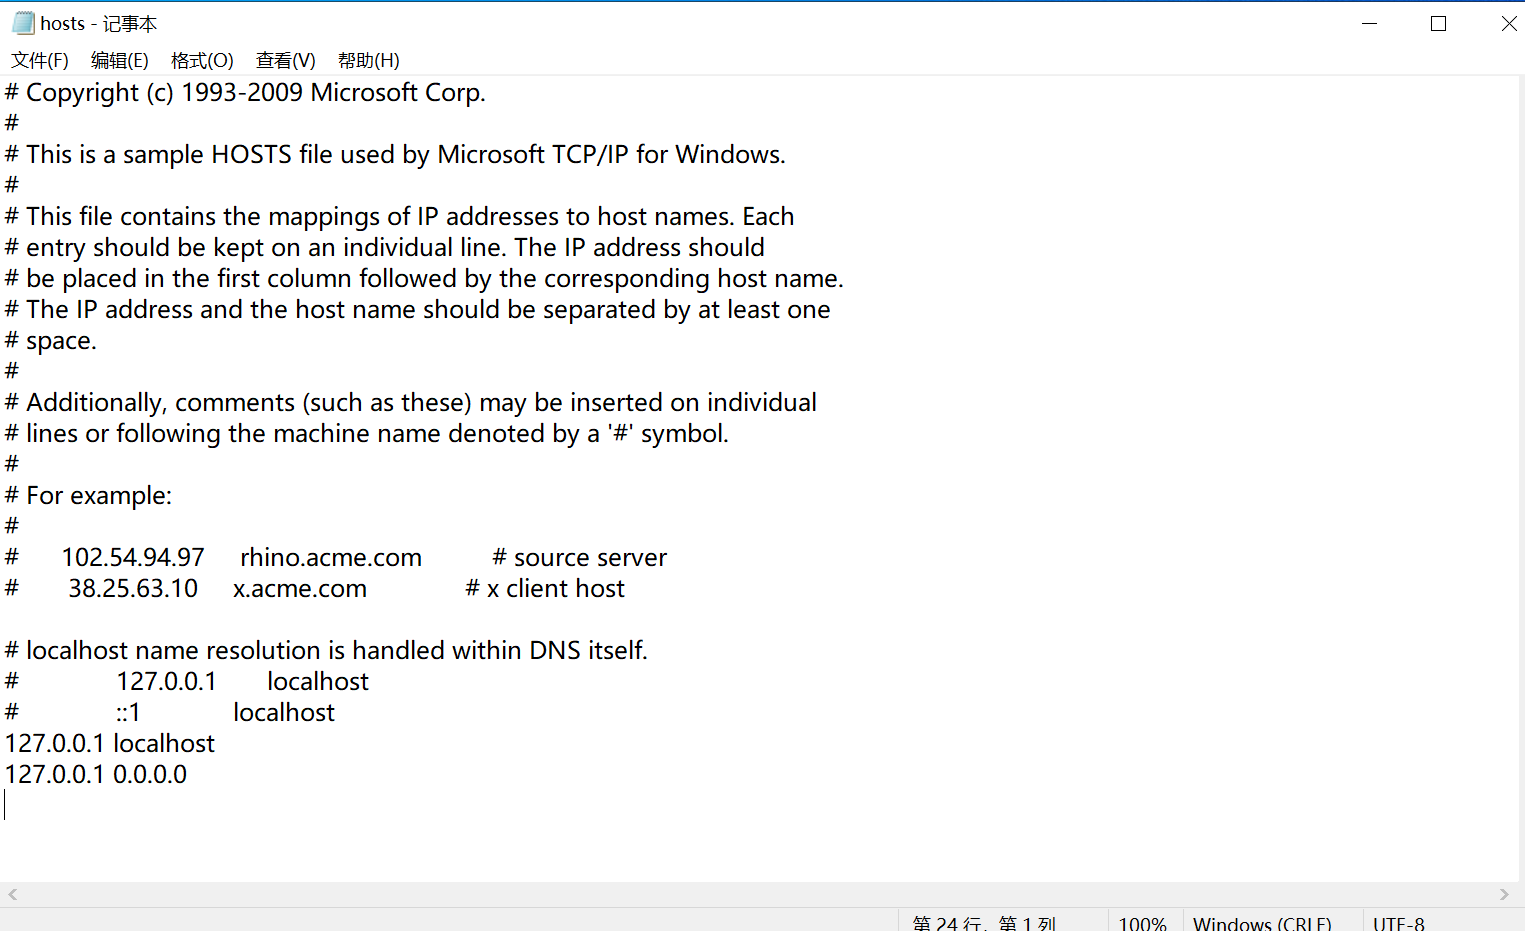 hosts - 记事本
文件(F) 编辑(E) 格式(O) 查看(V) 帮助(H)
# Copyright (c) 1993-2009 Microsoft Corp.
#
# This is a sample HOSTS file used by Microsoft TCP/IP for Windows.
#
# This file contains the mappings of IP addresses to host names. Each
# entry should be kept on an individual line. The IP address should
# be placed in the first column followed by the corresponding host name.
# The IP address and the host name should be separated by at least one
# space.
#
# Additionally, comments (such as these) may be inserted on individual
# lines or following the machine name denoted by a '#' symbol.
#
# For example:
#
# 102.54.94.97 rhino.acme.com # source server
# 38.25.63.10 x.acme.com # x client host
# localhost name resolution is handled within DNS itself.
# 127.0.0.1 localhost
# ::1 localhost
127.0.0.1 localhost
127.0.0.1 0.0.0.0
第 24 行，第 1 列 100% Windows (CRLF) UTF-8